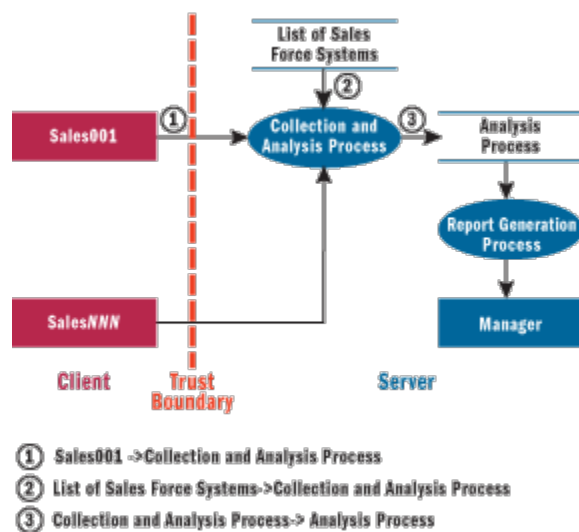 List of Sales
Force Systems
1
2
3
Sales001
Collection and
Analysis Process
Analysis
Process
Report Generation
Process
SalesNNN
Manager
Client
Trust
Boundary
Server
1 Sales001 ->Collection and Analysis Process
2 List of Sales Force Systems->Collection and Analysis Process
3 Collection and Analysis Process-> Analysis Process